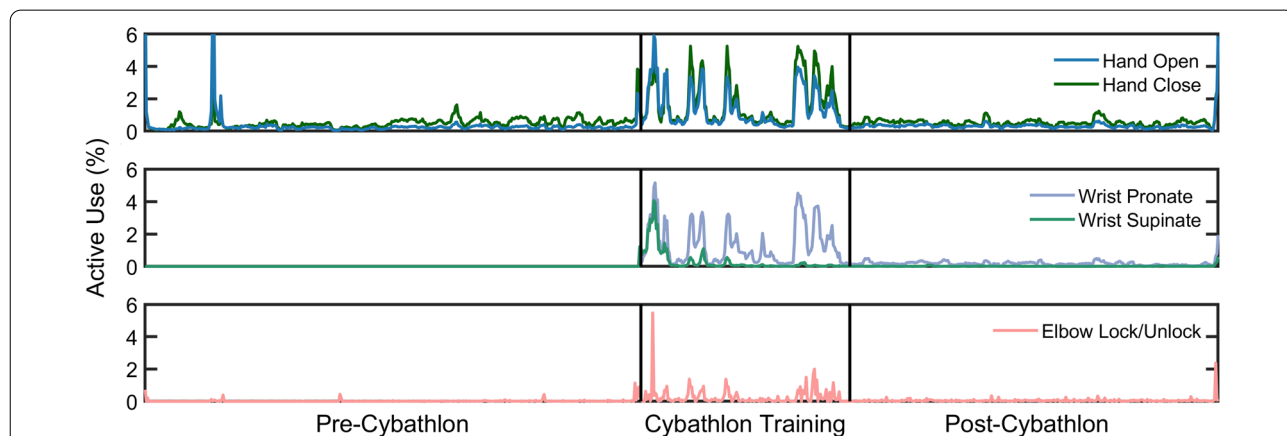 6
4
2
0
Hand Open
Hand Close
6
4
2
0
Wrist Pronate
Wrist Supinate
6
4
2
0
Elbow Lock/Unlock
Active Use (%)
Pre-Cybathlon Cybathlon Training Post-Cybathlon